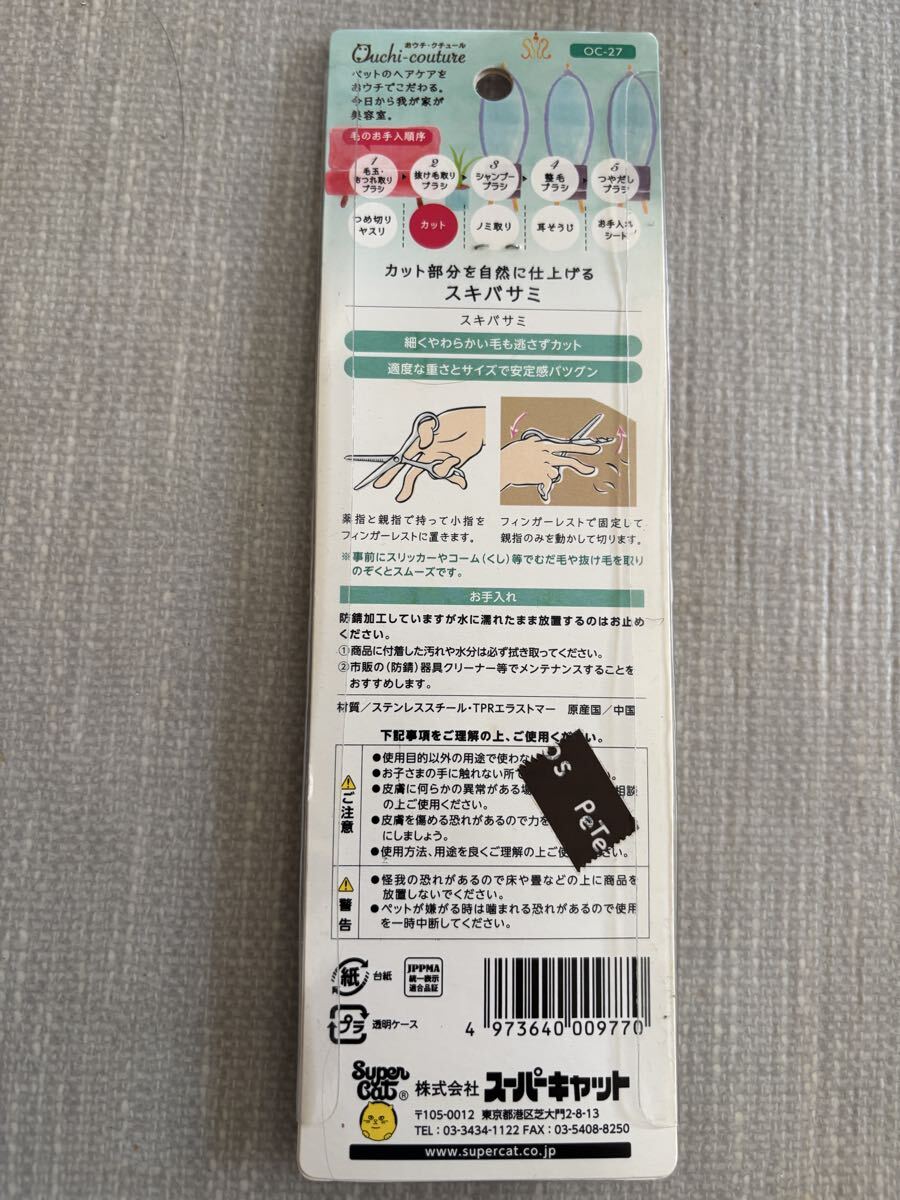 おウチ・クチュール
Ouchi-couture
OC-27
ペットのヘアケアを
おウチでこだわる。
今日から我が家が
美容室。
毛のお手入順序
1
毛玉・
もつれ取り
ブラシ
2
抜け毛取り
ブラシ
3
シャンプー
ブラシ
4
整毛
ブラシ
5
つやだし
ブラシ
つめ切り
ヤスリ
カット
ノミ取り
耳そうじ
お手入れ
シート
カット部分を自然に仕上げる
スキバサミ
スキバサミ
細くやわらかい毛も逃さずカット
適度な重さとサイズで安定感バツグン
薬指と親指で持って小指を
フィンガーレストに置きます。
フィンガーレストで固定して
親指のみを動かして切ります。
※事前にスリッカーやコーム(くし)等でむだ毛や抜け毛を取り
のぞくとスムーズです。
お手入れ
防錆加工していますが水に濡れたまま放置するのはお止め
ください。
①商品に付着した汚れや水分は必ず拭き取ってください。
②市販の(防錆)器具クリーナー等でメンテナンスすることを
おすすめします。
材質/ステンレススチール・TPRエラストマー 原産国/中国
下記事項をご理解の上、ご使用くだ い。
ご注意
●使用目的以外の用途で使わな
●お子さまの手に触れない所で 。
●皮膚に何らかの異常がある場 相談
の上ご使用ください。
●皮膚を傷める恐れがあるので力を
にしましょう。
●使用方法、用途を良くご理解の上ご使 さい。
os
PeTe
警告
●怪我の恐れがあるので床や畳などの上に商品を
放置しないでください。
●ペットが嫌がる時は噛まれる恐れがあるので使用
を一時中断してください。
紙
台紙
JPPMA
統一表示
適合品証
プラ
透明ケース
4 973640 009770
Super
Cat®
株式会社 スーパーキャット
〒105-0012 東京都港区芝大門2-8-13
TEL：03-3434-1122 FAX：03-5408-8250
www.supercat.co.jp